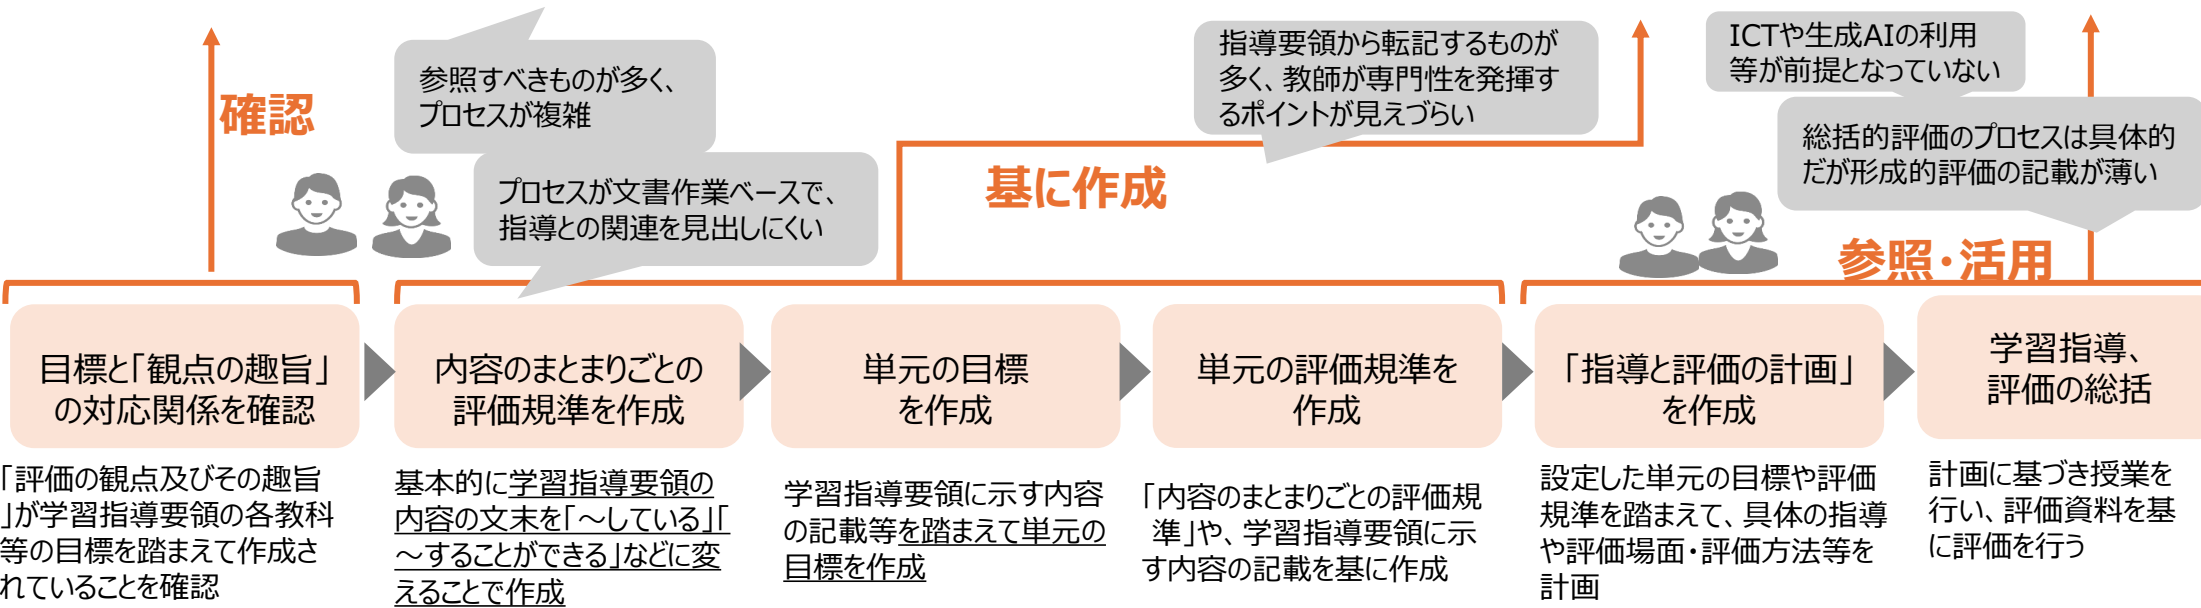 確認
参照すべきものが多く、
プロセスが複雑
プロセスが文書作業ベースで、
指導との関連を見出しにくい
基に作成
指導要領から転記するものが
多く、教師が専門性を発揮す
るポイントが見えづらい
ICTや生成AIの利用
等が前提となっていない
総括的評価のプロセスは具体的
だが形成的評価の記載が薄い
参照・活用
目標と「観点の趣旨」
の対応関係を確認
内容のまとまりごとの
評価規準を作成
単元の目標
を作成
単元の評価規準を
作成
「指導と評価の計画」
を作成
学習指導、
評価の総括
「評価の観点及びその趣旨
」が学習指導要領の各教科
等の目標を踏まえて作成さ
れていることを確認
基本的に学習指導要領の
内容の文末を「～している」「
～することができる」などに変
えることで作成
学習指導要領に示す内容
の記載等を踏まえて単元の
目標を作成
「内容のまとまりごとの評価規
準」や、学習指導要領に示
す内容の記載を基に作成
設定した単元の目標や評価
規準を踏まえて、具体の指導
や評価場面・評価方法等を
計画
計画に基づき授業を
行い、評価資料を基
に評価を行う